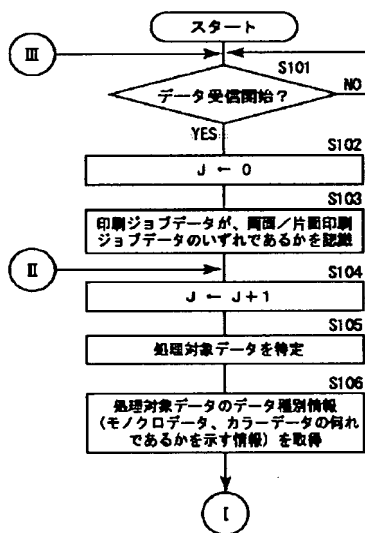 スタート
III
S101
データ受信開始？
NO
YES
S102
J ← 0
S103
印刷ジョブデータが、両面／片面印刷
ジョブデータのいずれであるかを認識
II
S104
J ← J+1
S105
処理対象データを特定
S106
処理対象データのデータ種別情報
（モノクロデータ、カラーデータの何れ
であるかを示す情報）を取得
I